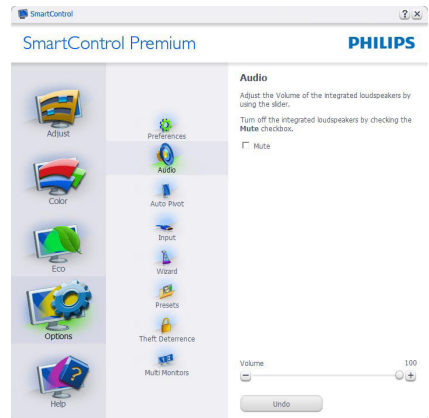 SmartControl
SmartControl Premium
PHILIPS
Adjust
Color
Eco
Options
Help
Preferences
Audio
Auto Pivot
Input
Wizard
Presets
Theft Deterrence
Multi Monitors
Audio
Adjust the Volume of the integrated loudspeakers by
using the slider.
Turn off the integrated loudspeakers by checking the
Mute checkbox.
Mute
Volume 100
Undo